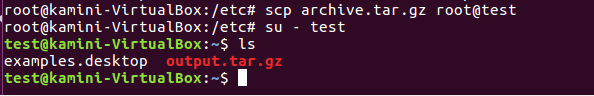 root@kamini-VirtualBox:/etc# scp archive.tar.gz root@test
root@kamini-VirtualBox:/etc# su - test
test@kamini-VirtualBox:~$ ls
examples.desktop  output.tar.gz
test@kamini-VirtualBox:~$